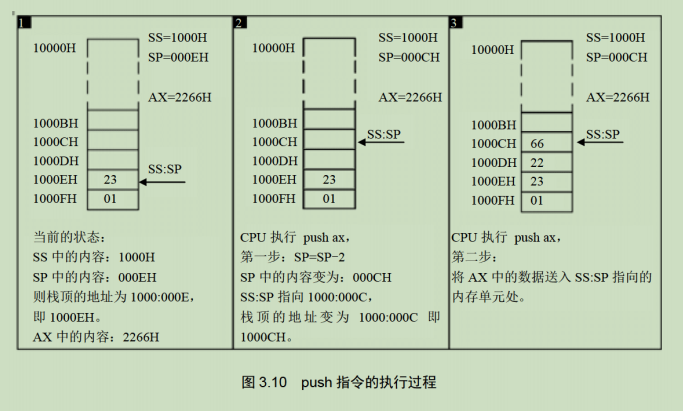 1
10000H
SS=1000H
SP=000EH
AX=2266H
1000BH
1000CH
1000DH
SS:SP
1000EH 23
1000FH 01
当前的状态：
SS 中的内容：1000H
SP 中的内容：000EH
则栈顶的地址为 1000:000E，
即 1000EH。
AX 中的内容：2266H
2
10000H
SS=1000H
SP=000CH
AX=2266H
1000BH
1000CH
SS:SP
1000DH
1000EH 23
1000FH 01
CPU 执行 push ax，
第一步：SP=SP−2
SP 中的内容变为：000CH
SS:SP 指向 1000:000C，
栈顶的地址变为 1000:000C 即
1000CH。
3
10000H
SS=1000H
SP=000CH
AX=2266H
1000BH
1000CH 66
SS:SP
1000DH 22
1000EH 23
1000FH 01
CPU 执行 push ax，
第二步：
将 AX 中的数据送入 SS:SP 指向的
内存单元处。
图 3.10 push 指令的执行过程